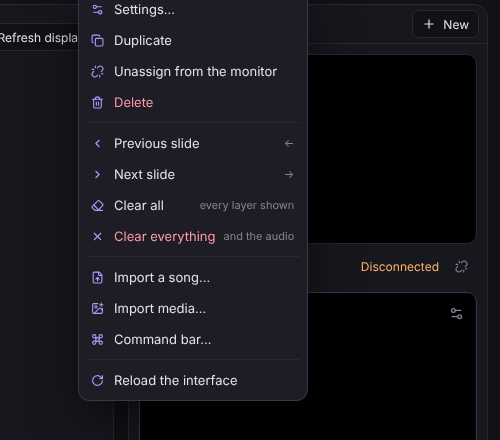 Settings...
New
Refresh displa
Duplicate
Unassign from the monitor
Delete
Previous slide ←
Next slide →
Clear all every layer shown
Clear everything and the audio
Disconnected
Import a song...
Import media...
Command bar...
Reload the interface